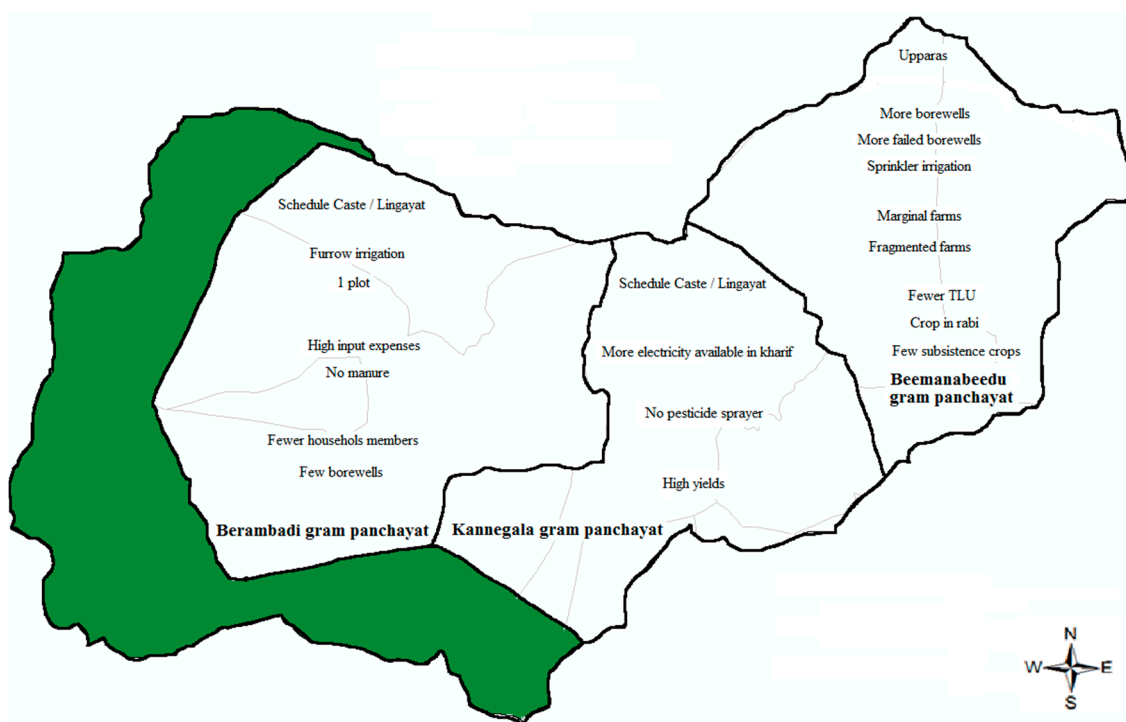 Schedule Caste / Lingayat
Furrow irrigation
1 plot
High input expenses
No manure
Fewer househols members
Few borewells
Berambadi gram panchayat
Schedule Caste / Lingayat
More electricity available in kharif
No pesticide sprayer
High yields
Kannegala gram panchayat
Upparas
More borewells
More failed borewells
Sprinkler irrigation
Marginal farms
Fragmented farms
Fewer TLU
Crop in rabi
Few subsistence crops
Beemanabeedu
gram panchayat
N
W E
S